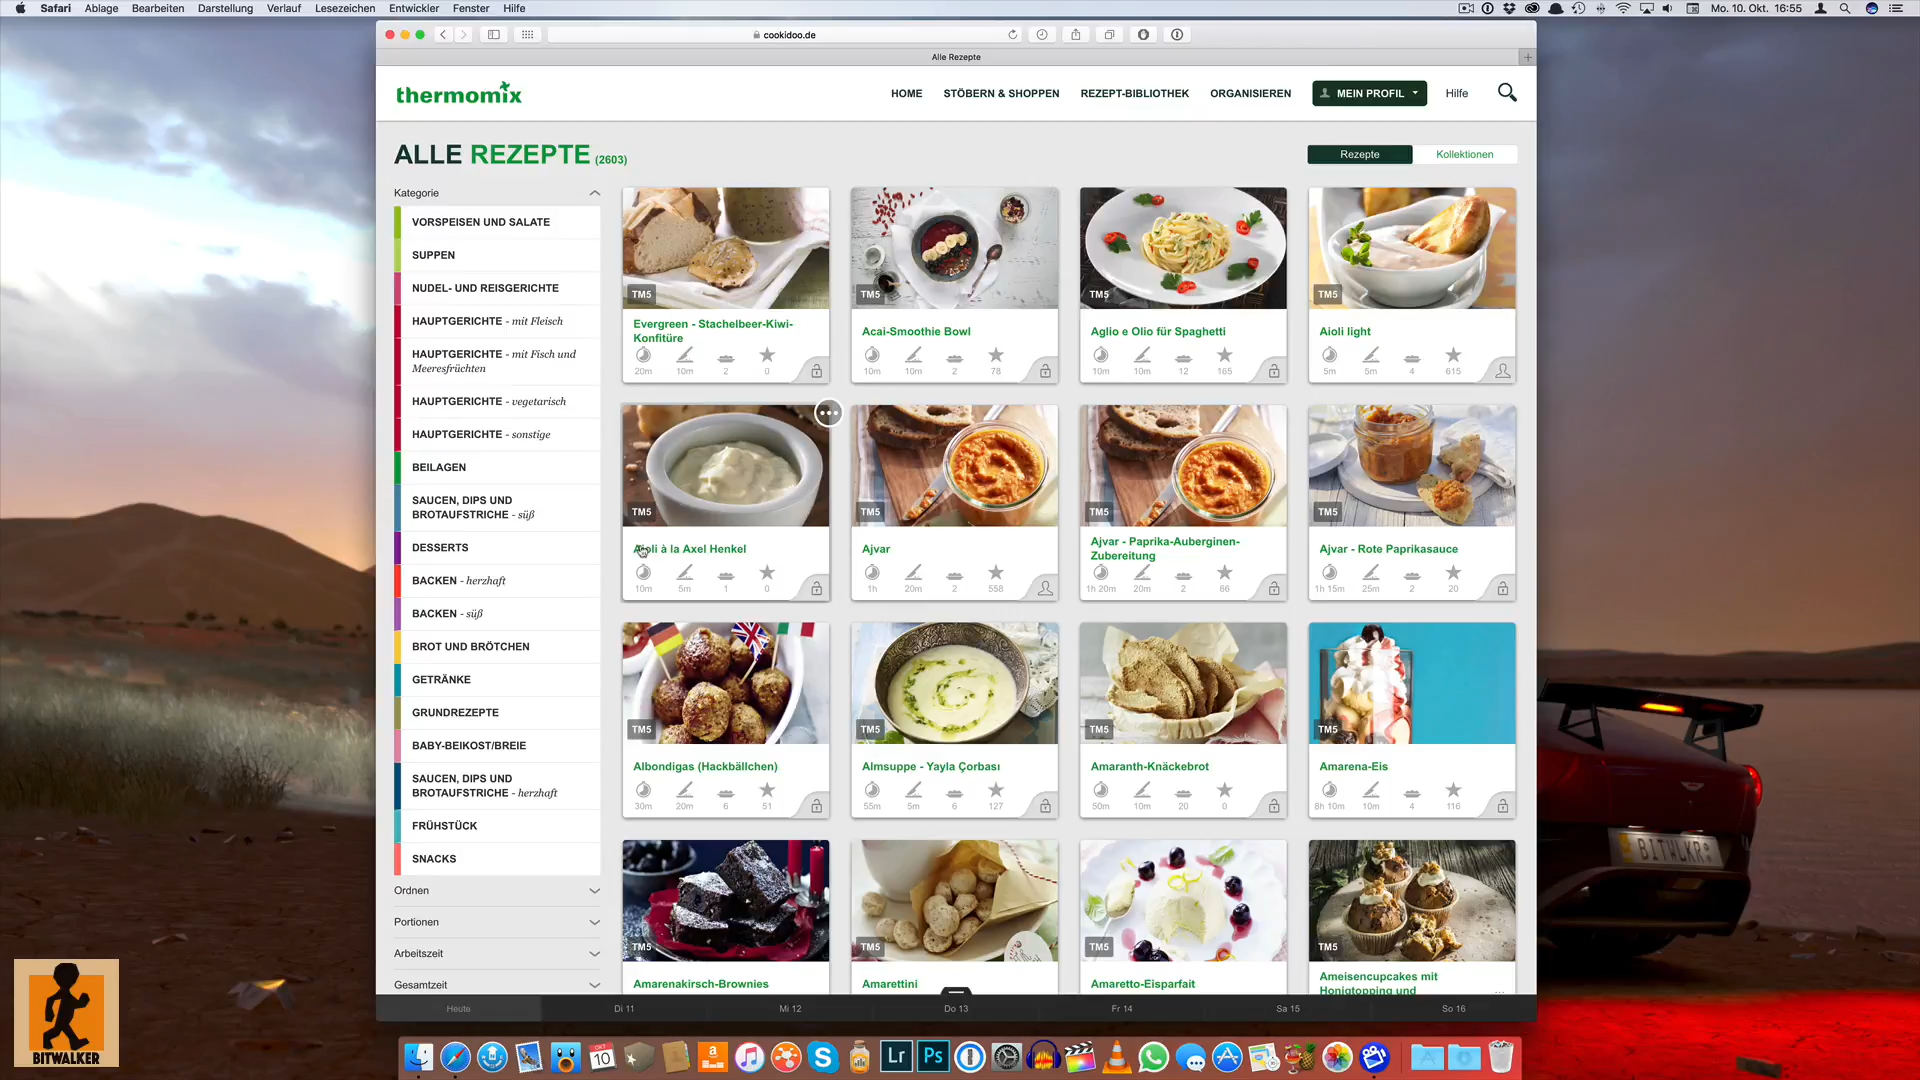 Safari Ablage Bearbeiten Darstellung Verlauf Lesezeichen Entwickler Fenster Hilfe
Mo. 10. Okt. 16:55
cookidoo.de
Alle Rezepte
thermomix
HOME STÖBERN & SHOPPEN REZEPT-BIBLIOTHEK ORGANISIEREN MEIN PROFIL Hilfe
ALLE REZEPTE (2603)
Rezepte Kollektionen
Kategorie
VORSPEISEN UND SALATE
SUPPEN
NUDEL- UND REISGERICHTE
HAUPTGERICHTE - mit Fleisch
HAUPTGERICHTE - mit Fisch und
Meeresfrüchten
HAUPTGERICHTE - vegetarisch
HAUPTGERICHTE - sonstige
BEILAGEN
SAUCEN, DIPS UND
BROTAUFSTRICHE - süß
DESSERTS
BACKEN - herzhaft
BACKEN - süß
BROT UND BRÖTCHEN
GETRÄNKE
GRUNDREZEPTE
BABY-BEIKOST/BREIE
SAUCEN, DIPS UND
BROTAUFSTRICHE - herzhaft
FRÜHSTÜCK
SNACKS
Ordnen
Portionen
Arbeitszeit
Gesamtzeit
TM5 TM5 TM5 TM5
Evergreen - Stachelbeer-Kiwi-
Konfitüre
20m 10m 2 0
Acai-Smoothie Bowl
10m 10m 2 78
Aglio e Olio für Spaghetti
10m 10m 12 165
Aioli light
5m 5m 4 615
TM5 TM5 TM5 TM5
Aioli à la Axel Henkel
10m 5m 1 0
Ajvar
1h 20m 2 558
Ajvar - Paprika-Auberginen-
Zubereitung
1h 20m 20m 2 66
Ajvar - Rote Paprikasauce
1h 15m 25m 2 20
TM5 TM5 TM5 TM5
Albondigas (Hackbällchen)
30m 20m 6 51
Almsuppe - Yayla Çorbası
55m 5m 6 127
Amaranth-Knäckebrot
50m 10m 20 0
Amarena-Eis
8h 10m 10m 4 116
TM5 TM5 TM5 TM5
Amarenakirsch-Brownies
Amarettini
Amaretto-Eisparfait
Ameisencupcakes mit
Honigtopping und ...
Heute Di 11 Mi 12 Do 13 Fr 14 Sa 15 So 16
BITWALKER
BITWLKR
OKT
10
a
Lr Ps